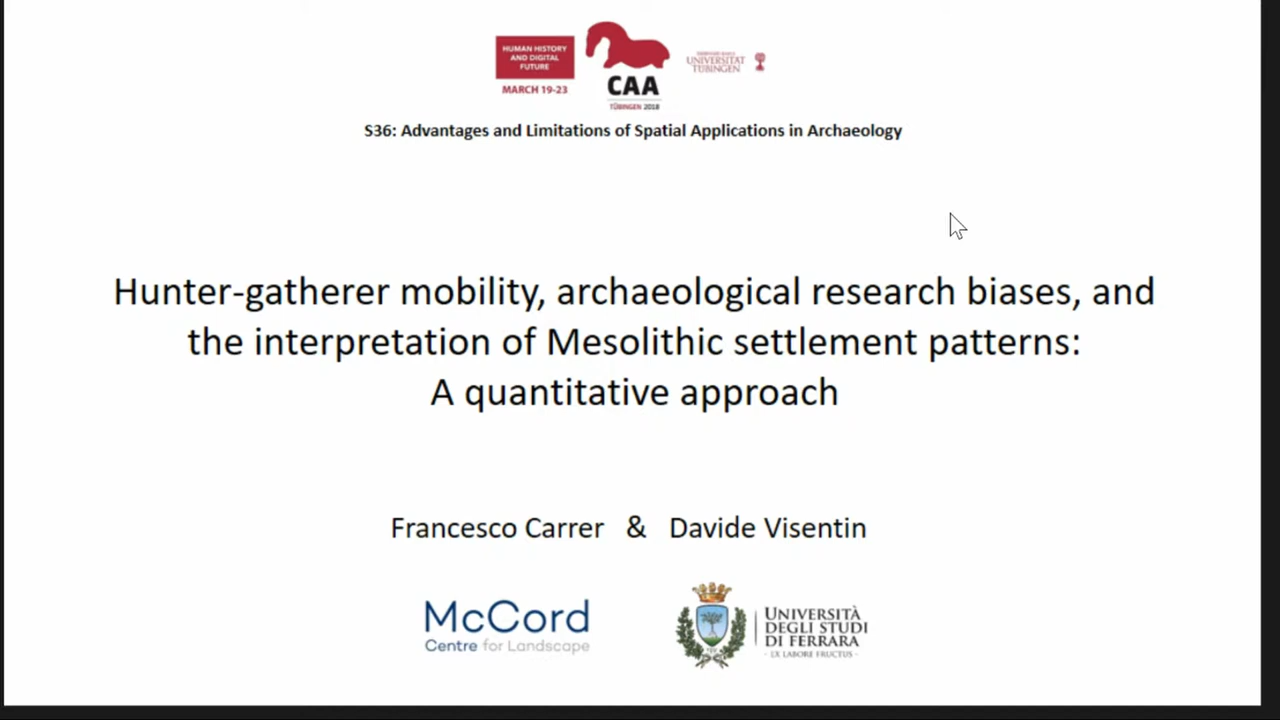 HUMAN HISTORY
AND DIGITAL
FUTURE
MARCH 19-23
CAA
TÜBINGEN 2018
UNIVERSITÄT
TÜBINGEN
S36: Advantages and Limitations of Spatial Applications in Archaeology
Hunter-gatherer mobility, archaeological research biases, and
the interpretation of Mesolithic settlement patterns:
A quantitative approach
Francesco Carrer & Davide Visentin
McCord
Centre for Landscape
UNIVERSITÀ
DEGLI STUDI
DI FERRARA
- EX LABORE FRUCTUS -